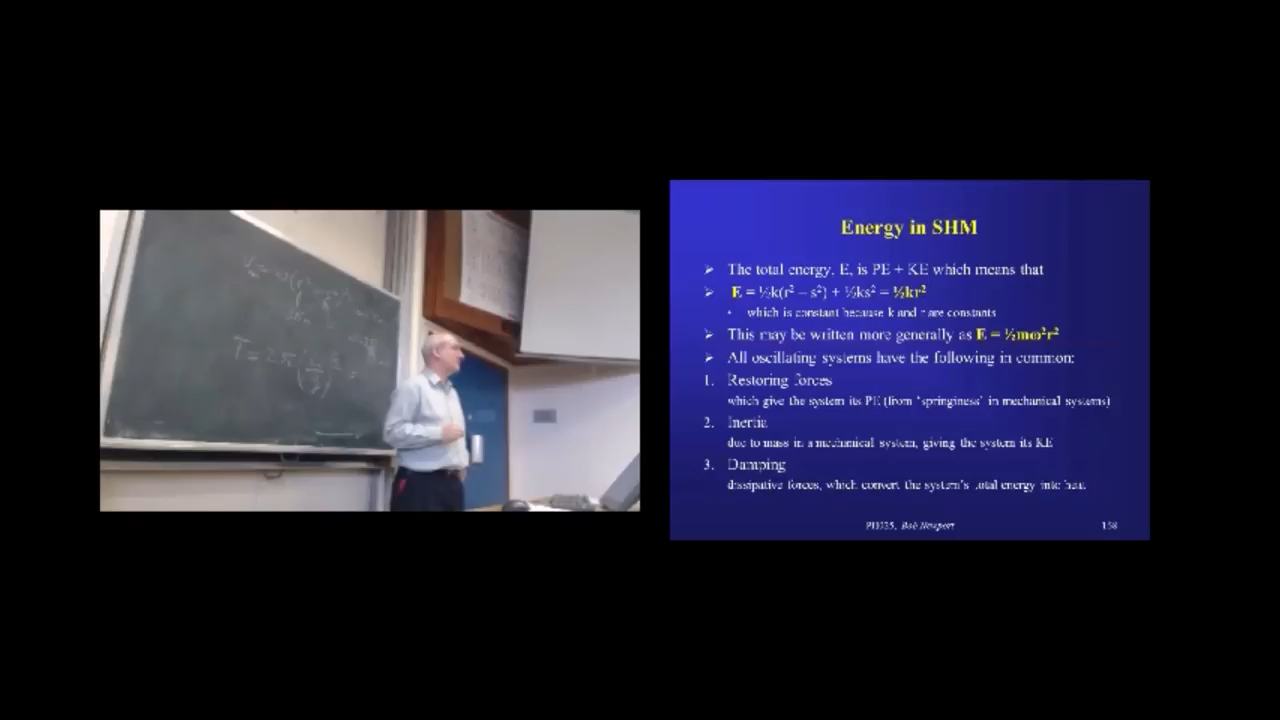 T = 2π
Energy in SHM
➢ The total energy, E, is PE + KE which means that
➢ E = ½k(r² – s²) + ½ks² = ½kr²
• which is constant because k and r are constants
➢ This may be written more generally as E = ½mω²r²
➢ All oscillating systems have the following in common:
1. Restoring forces
which give the system its PE (from 'springiness' in mechanical systems)
2. Inertia
due to mass in a mechanical system, giving the system its KE
3. Damping
dissipative forces, which convert the system's total energy into heat
Bob Newport 158